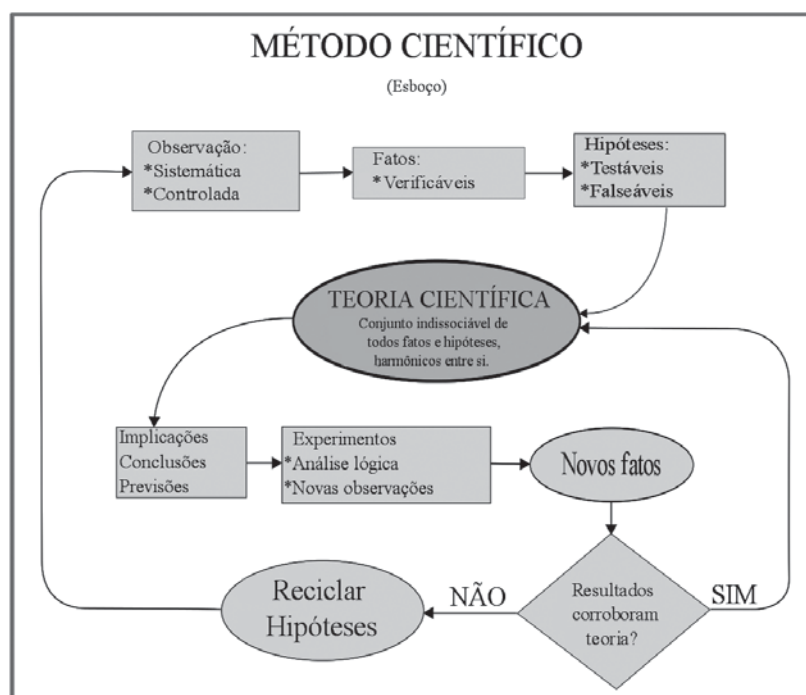 MÉTODO CIENTÍFICO
(Esboço)
Observação:
*Sistemática
*Controlada
Fatos:
*Verificáveis
Hipóteses:
*Testáveis
*Falseáveis
TEORIA CIENTÍFICA
Conjunto indissociável de
todos fatos e hipóteses,
harmônicos entre si.
Implicações
Conclusões
Previsões
Experimentos
*Análise lógica
*Novas observações
Novos fatos
Resultados
corroboram
teoria?
SIM
NÃO
Reciclar
Hipóteses